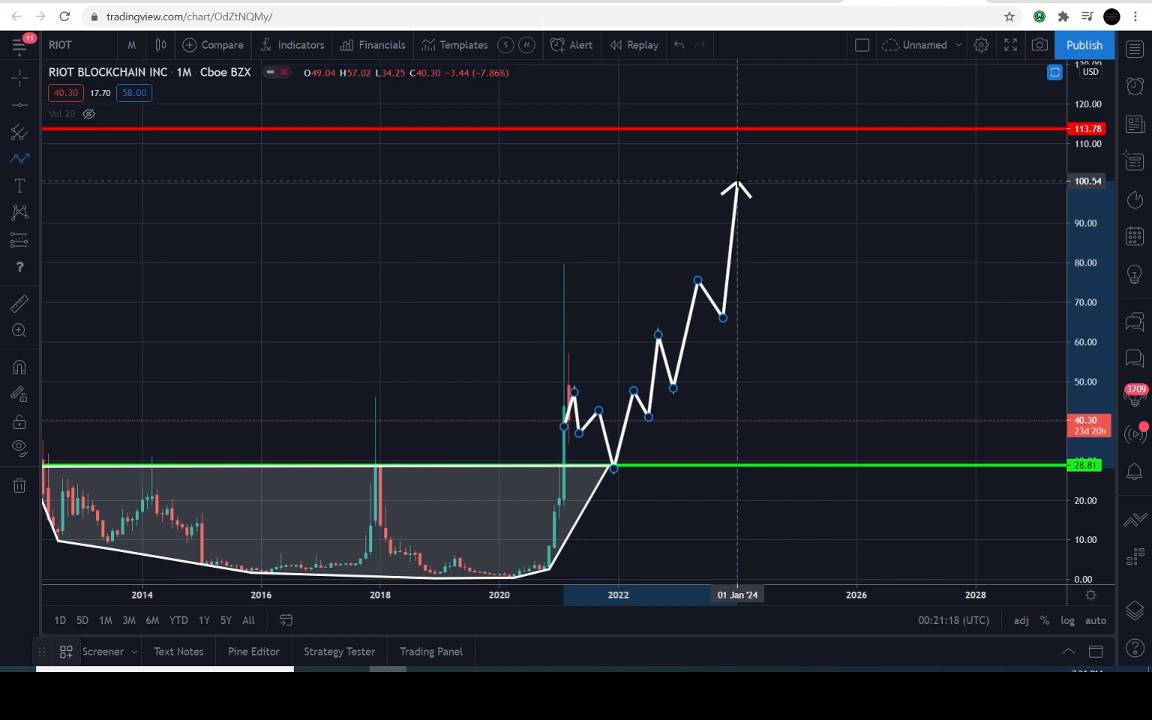 tradingview.com/chart/OdZtNQMy/
11
RIOT
M
Compare
Indicators
Financials
Templates
S
M
Alert
Replay
Unnamed
Publish
RIOT BLOCKCHAIN INC · 1M · Cboe BZX
O49.04 H57.02 L34.25 C40.30 -3.44 (-7.86%)
USD
40.30
17.70
58.00
Vol 20
120.00
113.78
110.00
100.54
90.00
80.00
70.00
60.00
50.00
40.30
23d 20h
28.81
20.00
10.00
0.00
3709
2014
2016
2018
2020
2022
01 Jan '24
2026
2028
1D
5D
1M
3M
6M
YTD
1Y
5Y
All
00:21:18 (UTC)
adj
%
log
auto
Screener
Text Notes
Pine Editor
Strategy Tester
Trading Panel